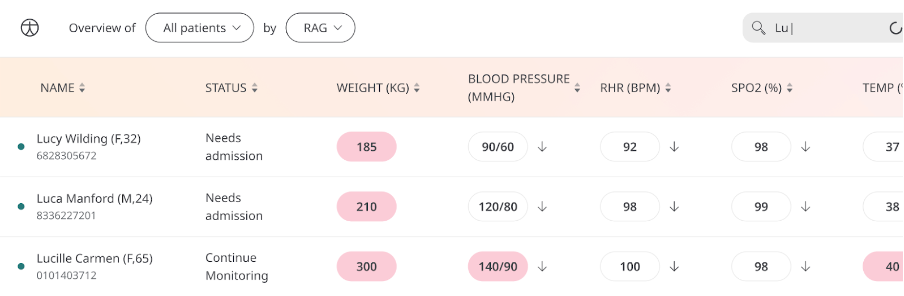 Overview of All patients by RAG Lu
NAME STATUS WEIGHT (KG) BLOOD PRESSURE (MMHG) RHR (BPM) SPO2 (%) TEMP (
Lucy Wilding (F,32) Needs admission 185 90/60 92 98 37
6828305672
Luca Manford (M,24) Needs admission 210 120/80 98 99 38
8336227201
Lucille Carmen (F,65) Continue Monitoring 300 140/90 100 98 40
0101403712